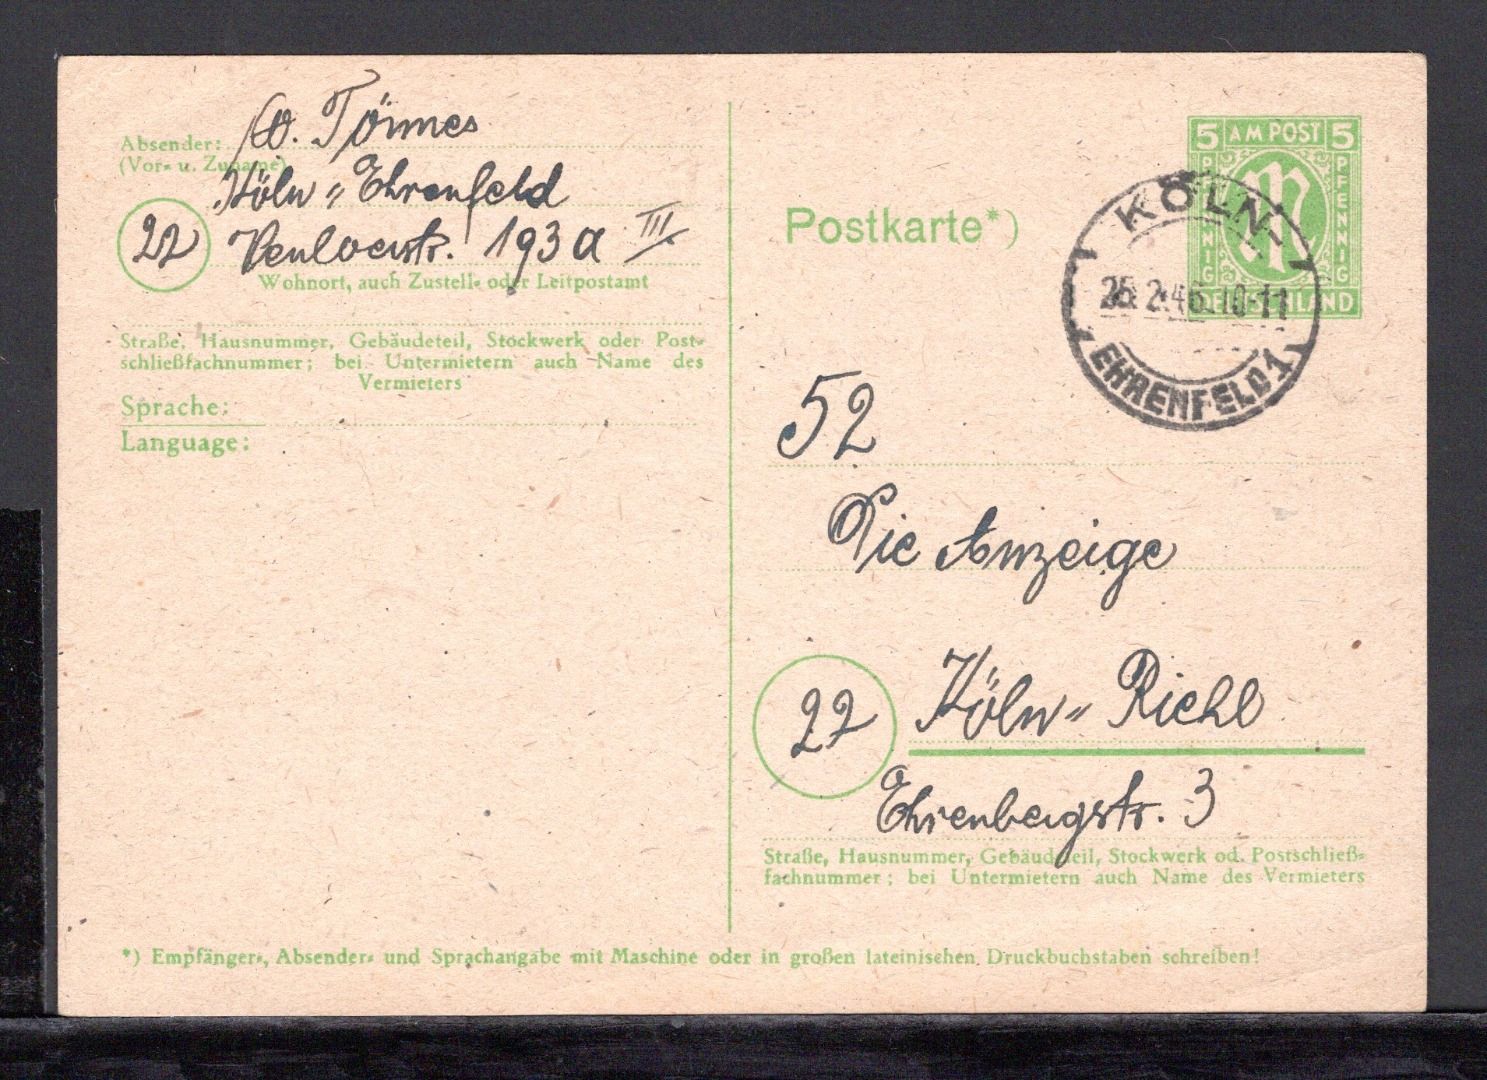 Absender: W. Tönnes
(Vor- u. Zuname)
Köln-Ehrenfeld
22 Venloerstr. 193 a III.
Wohnort, auch Zustell- oder Leitpostamt
Straße, Hausnummer, Gebäudeteil, Stockwerk oder Post-
schließfachnummer; bei Untermietern auch Name des
Vermieters
Sprache:
Language:
5 AM POST 5
PFENNIG PFENNIG
DEUTSCHLAND
Postkarte*)
KÖLN-
25.2.46.10-11
EHRENFELD 1
52
Die Anzeige
22 Köln-Riehl
Ehrenbergstr. 3
Straße, Hausnummer, Gebäudeteil, Stockwerk od. Postschließ-
fachnummer; bei Untermietern auch Name des Vermieters
*) Empfänger-, Absender- und Sprachangabe mit Maschine oder in großen lateinischen Druckbuchstaben schreiben!